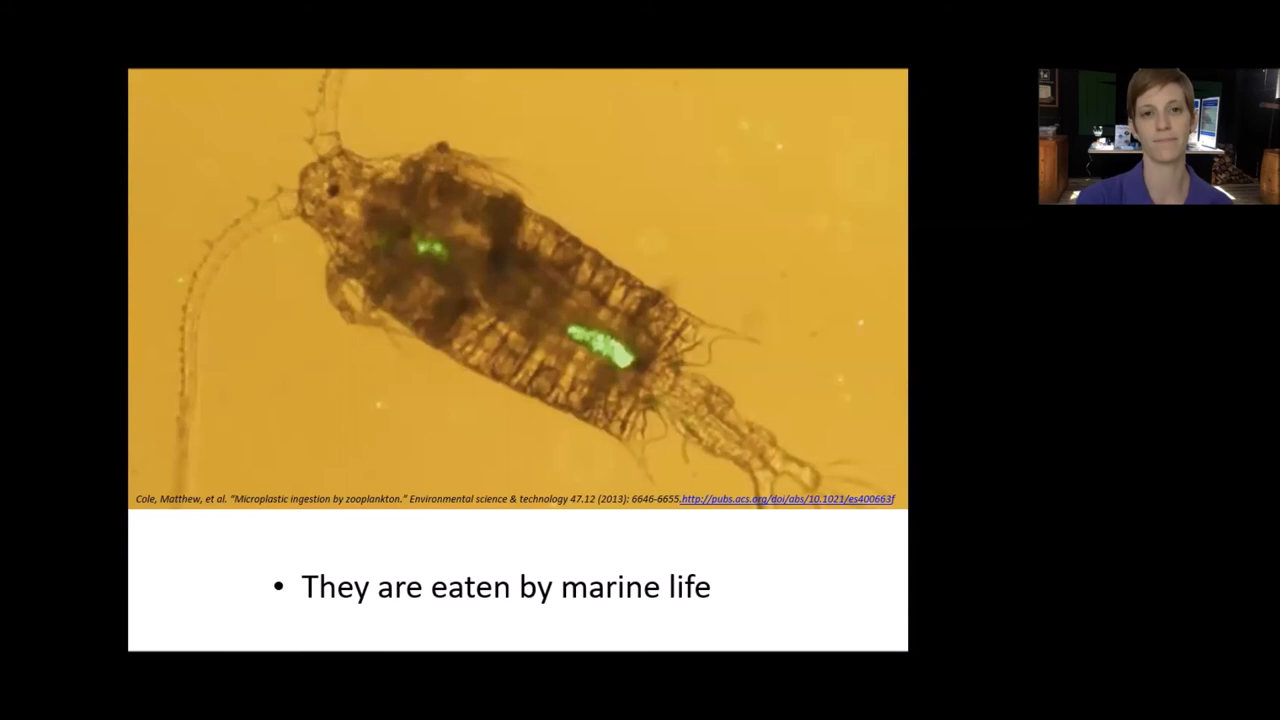 Cole, Matthew, et al. “Microplastic ingestion by zooplankton.” Environmental science & technology 47.12 (2013): 6646-6655.http://pubs.acs.org/doi/abs/10.1021/es400663f
• They are eaten by marine life